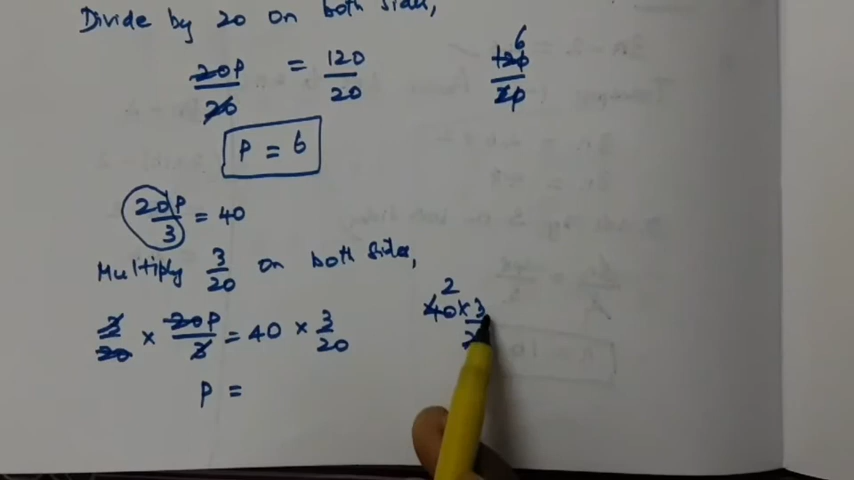 Divide by 20 on both sides,
20P/20 = 120/20
6
120/20
P = 6
20P/3 = 40
Multiply 3/20 on both sides,
2
40 × 3
3/20 × 20P/3 = 40 × 3/20
P =